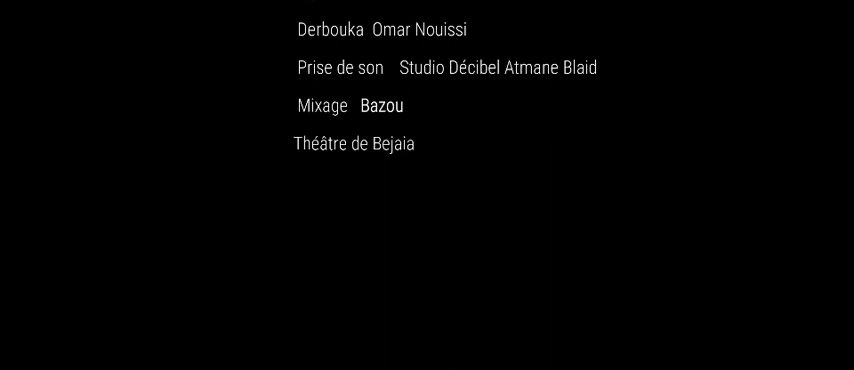 Derbouka Omar Nouissi
Prise de son Studio Décibel Atmane Blaid
Mixage Bazou
Théâtre de Bejaia